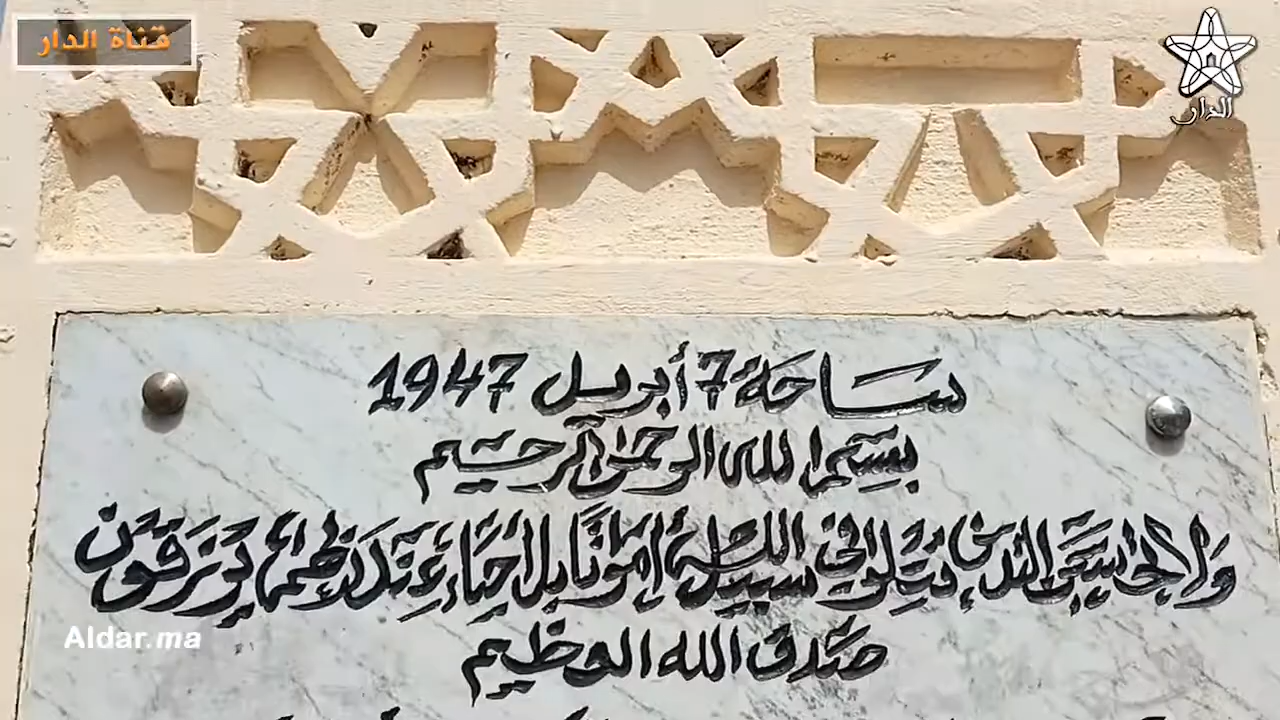 قناة الدار
الدار
ساحة 7 أبريل 1947
بسم الله الرحمن الرحيم
ولا تحسبن الذين قتلوا في سبيل الله أمواتا بل أحياء عند ربهم يرزقون
صدق الله العظيم
Aldar.ma